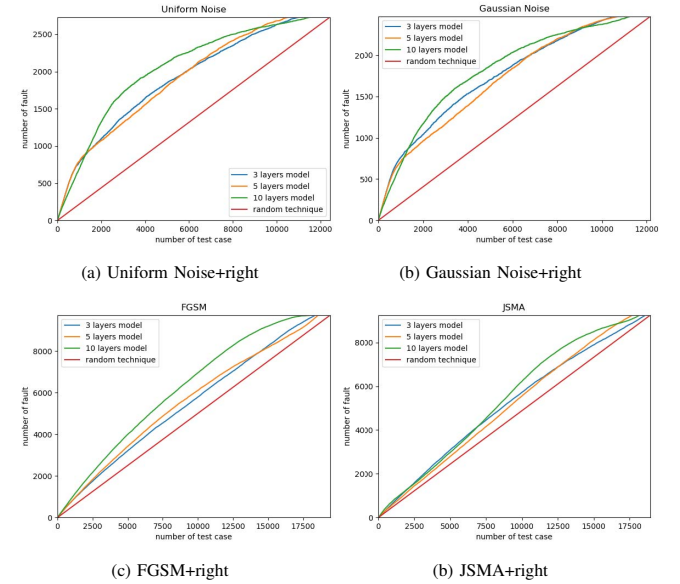 Uniform Noise
number of fault
2500
2000
1500
1000
500
0
0 2000 4000 6000 8000 10000 12000
number of test case
3 layers model
5 layers model
10 layers model
random technique
(a) Uniform Noise+right
Gaussian Noise
number of fault
2000
1500
1000
500
0
0 2000 4000 6000 8000 10000 12000
number of test case
3 layers model
5 layers model
10 layers model
random technique
(b) Gaussian Noise+right
FGSM
number of fault
8000
6000
4000
2000
0
0 2500 5000 7500 10000 12500 15000 17500
number of test case
3 layers model
5 layers model
10 layers model
random technique
(c) FGSM+right
JSMA
number of fault
8000
6000
4000
2000
0
0 2500 5000 7500 10000 12500 15000 17500
number of test case
3 layers model
5 layers model
10 layers model
random technique
(b) JSMA+right